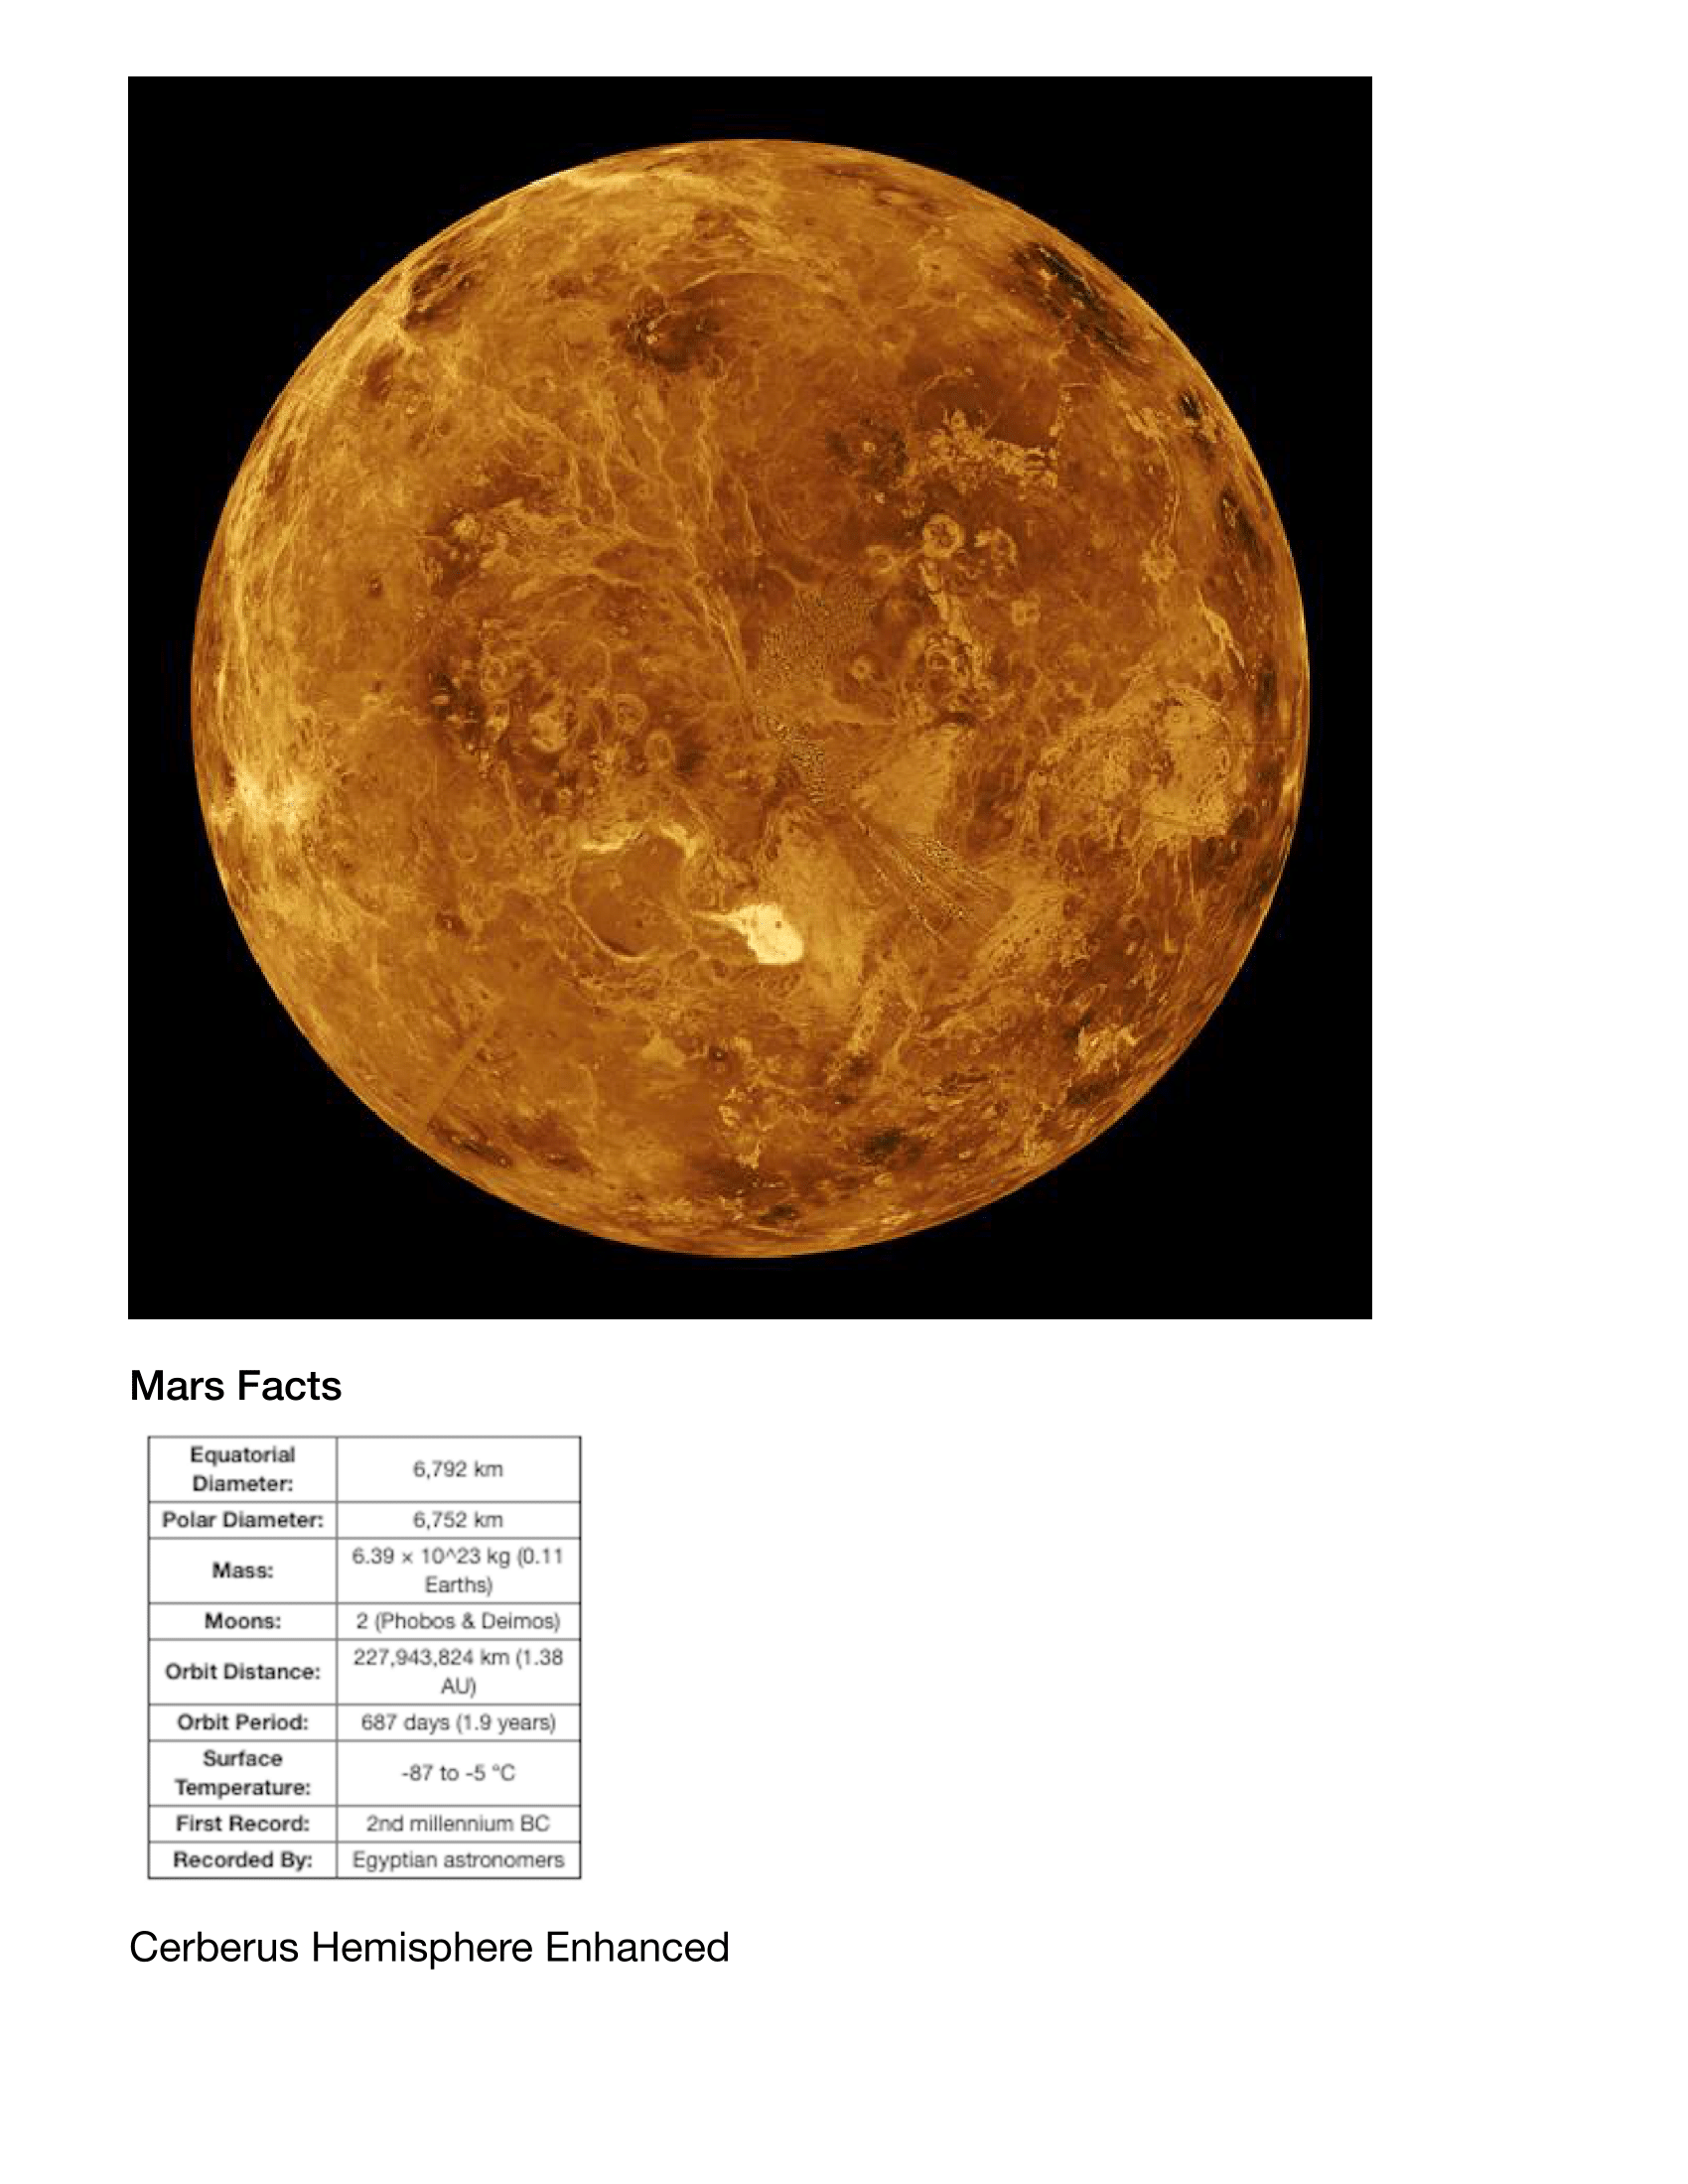 Mars Facts
Equatorial
Diameter:
6,792 km
Polar Diameter:
6,752 km
Mass:
6.39 × 10^23 kg (0.11
Earths)
Moons:
2 (Phobos & Deimos)
Orbit Distance:
227,943,824 km (1.38
AU)
Orbit Period:
687 days (1.9 years)
Surface
Temperature:
-87 to -5 °C
First Record:
2nd millennium BC
Recorded By:
Egyptian astronomers
Cerberus Hemisphere Enhanced